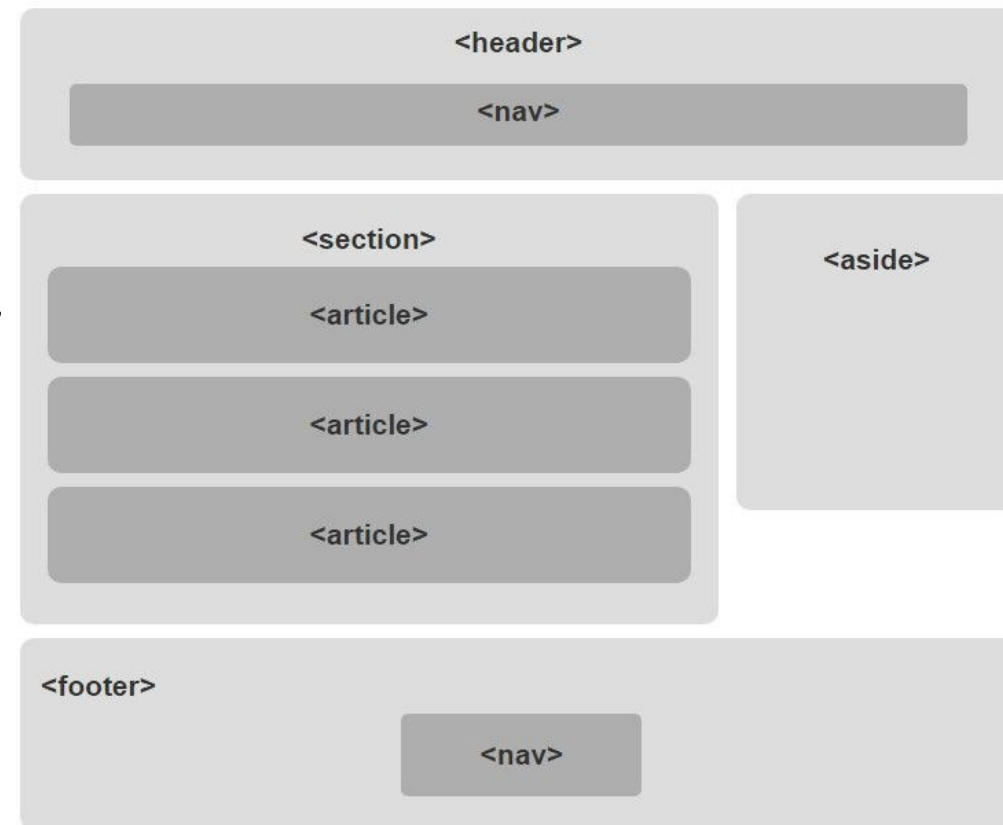 <header>
<nav>
<section>
<aside>
<article>
<article>
<article>
<footer>
<nav>